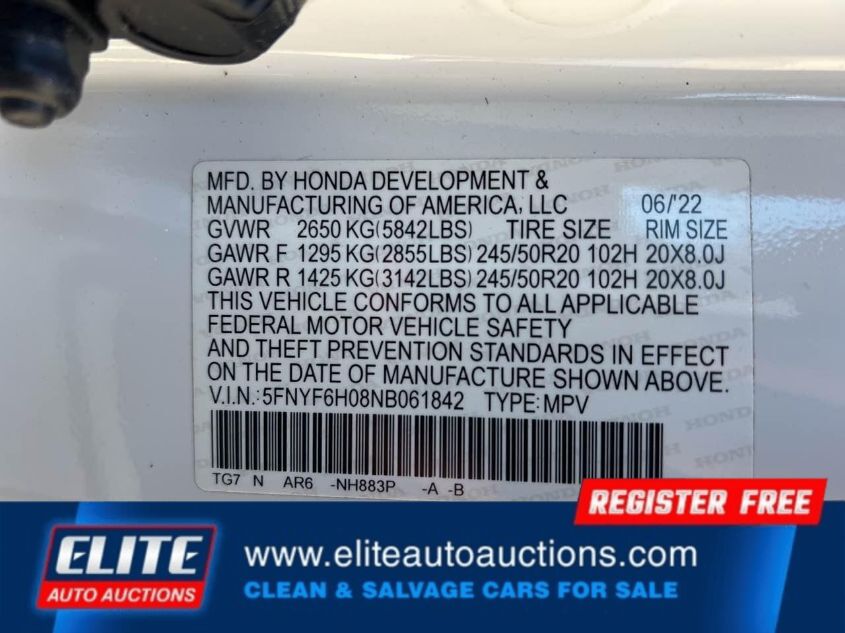 MFD. BY HONDA DEVELOPMENT &
MANUFACTURING OF AMERICA, LLC 06/'22
GVWR 2650 KG(5842LBS) TIRE SIZE RIM SIZE
GAWR F 1295 KG(2855LBS) 245/50R20 102H 20X8.0J
GAWR R 1425 KG(3142LBS) 245/50R20 102H 20X8.0J
THIS VEHICLE CONFORMS TO ALL APPLICABLE
FEDERAL MOTOR VEHICLE SAFETY
AND THEFT PREVENTION STANDARDS IN EFFECT
ON THE DATE OF MANUFACTURE SHOWN ABOVE.
V.I.N.:5FNYF6H08NB061842 TYPE:MPV
TG7 N AR6 -NH883P -A -B
REGISTER FREE
ELITE
AUTO AUCTIONS
www.eliteautoauctions.com
CLEAN & SALVAGE CARS FOR SALE